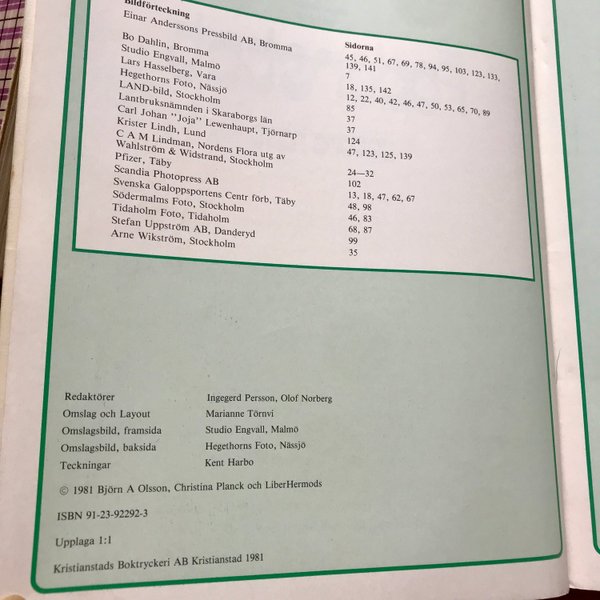 Bildförteckning
Einar Anderssons Pressbild AB, Bromma
Bo Dahlin, Bromma
Studio Engvall, Malmö
Lars Hasselberg, Vara
Hegethorns Foto, Nässjö
LAND-bild, Stockholm
Lantbruksnämnden i Skaraborgs län
Carl Johan "Joja" Lewenhaupt, Tjörnarp
Krister Lindh, Lund
C A M Lindman, Nordens Flora utg av
Wahlström & Widstrand, Stockholm
Pfizer, Täby
Scandia Photopress AB
Svenska Galoppsportens Centr förb, Täby
Södermalms Foto, Stockholm
Tidaholm Foto, Tidaholm
Stefan Uppström AB, Danderyd
Arne Wikström, Stockholm
Sidorna
45, 46, 51, 67, 69, 78, 94, 95, 103, 123, 133,
139, 141
7
18, 135, 142
12, 22, 40, 42, 46, 47, 50, 53, 65, 70, 89
85
37
37
124
47, 123, 125, 139
24—32
102
13, 18, 47, 62, 67
48, 98
46, 83
68, 87
99
35
Redaktörer Ingegerd Persson, Olof Norberg
Omslag och Layout Marianne Törnvi
Omslagsbild, framsida Studio Engvall, Malmö
Omslagsbild, baksida Hegethorns Foto, Nässjö
Teckningar Kent Harbo
© 1981 Björn A Olsson, Christina Planck och LiberHermods
ISBN 91-23-92292-3
Upplaga 1:1
Kristianstads Boktryckeri AB Kristianstad 1981